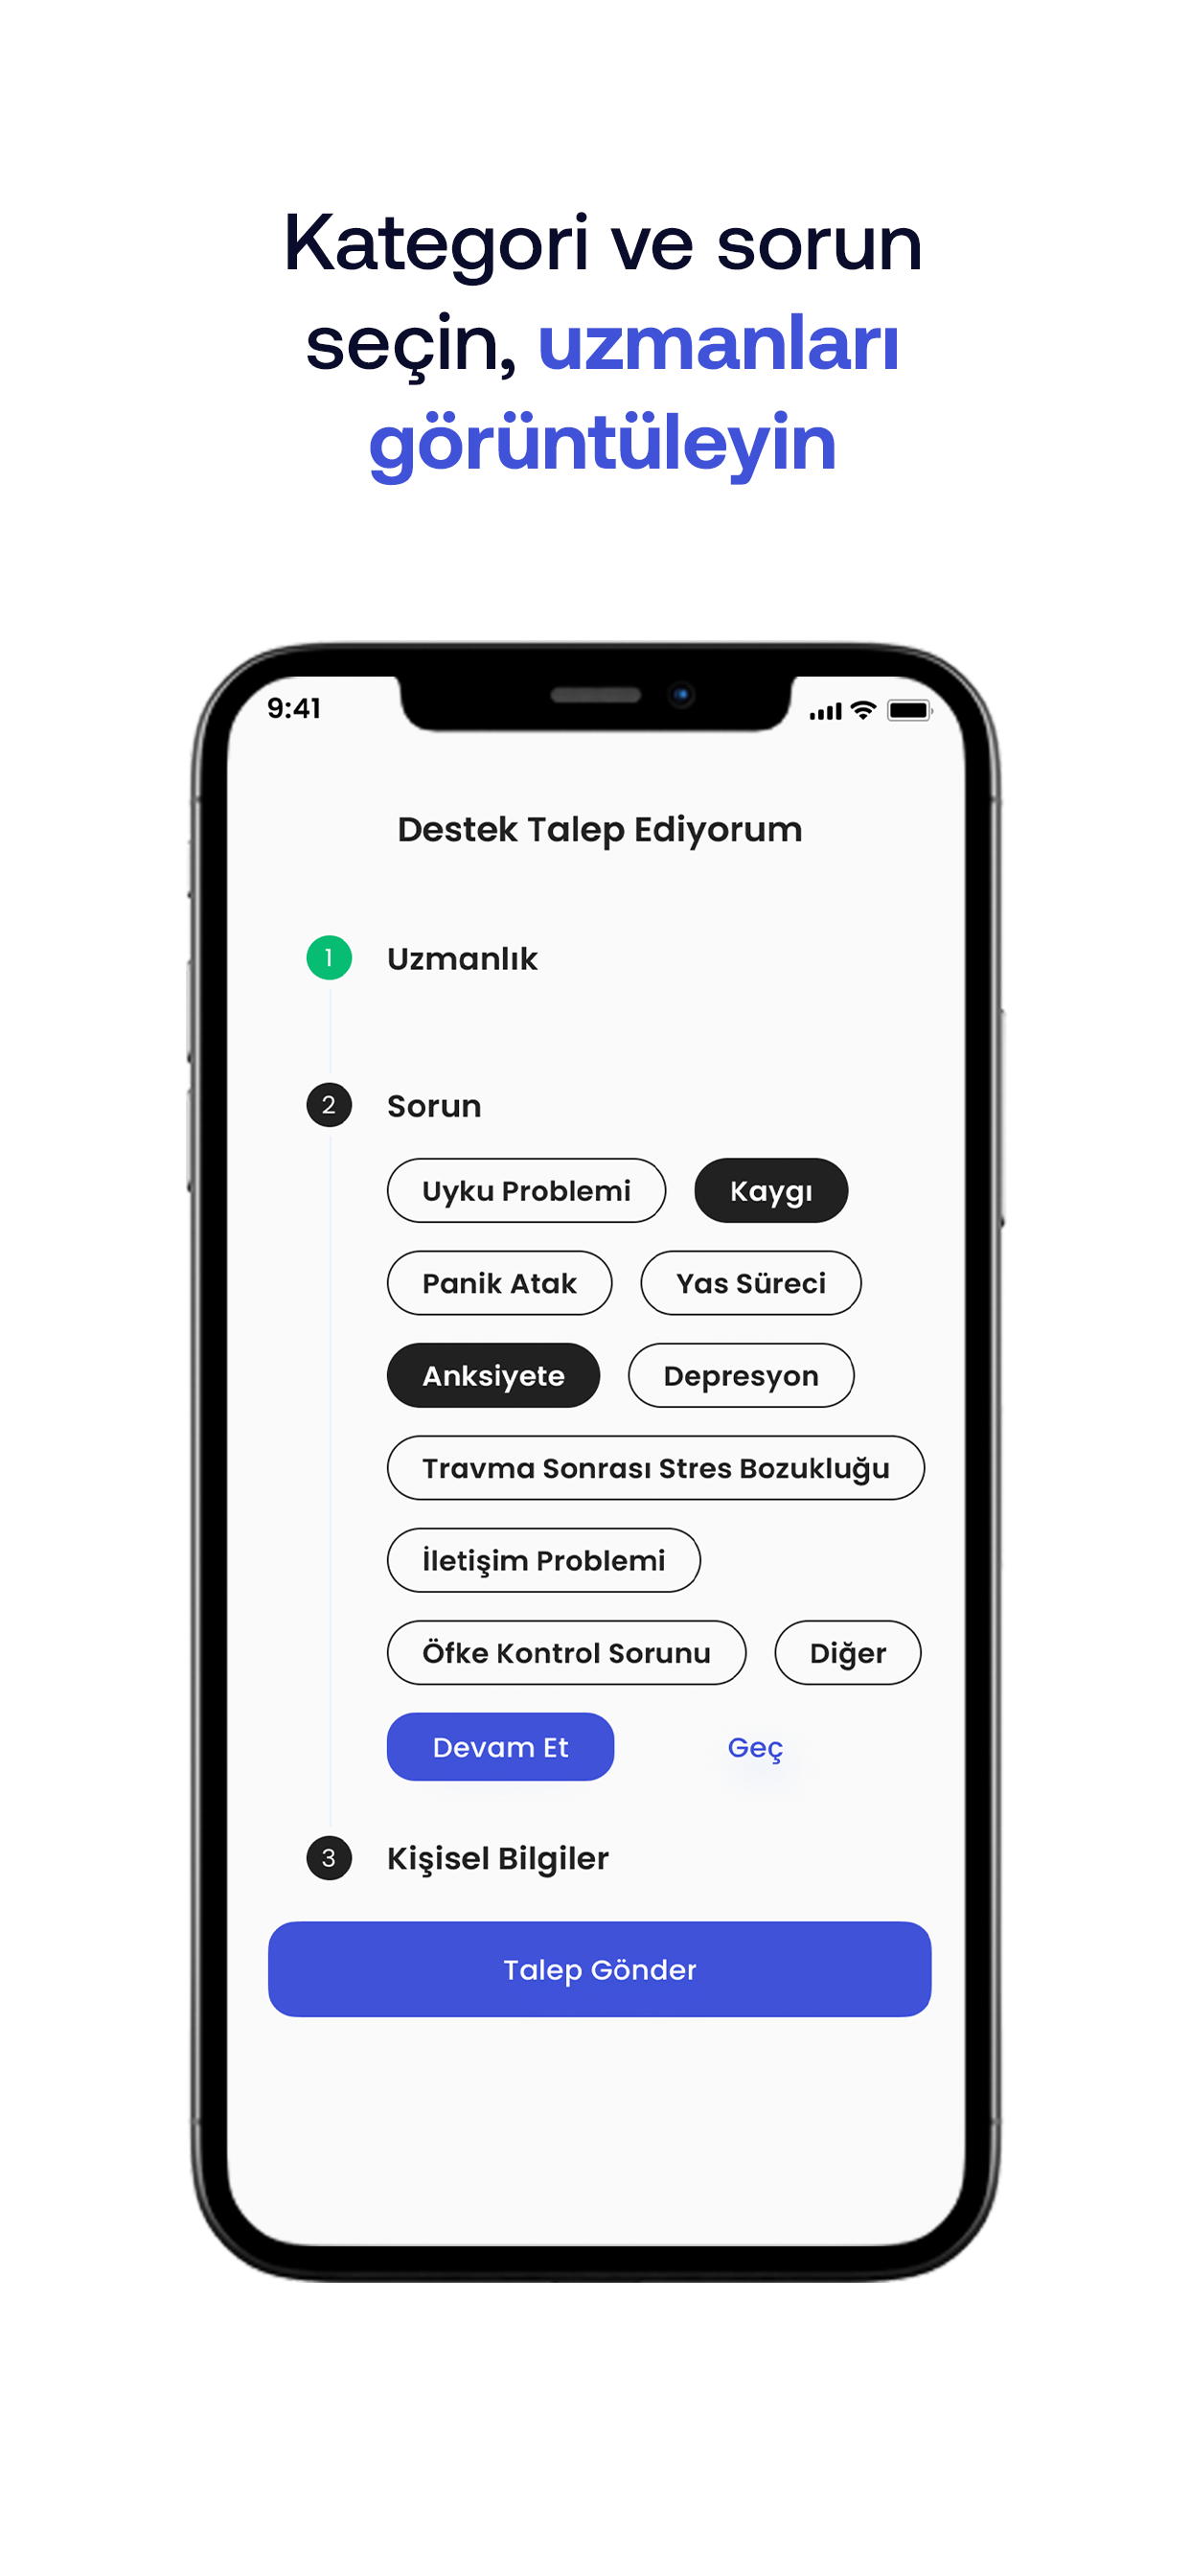 Kategori ve sorun
seçin, uzmanları
görüntüleyin
9:41
Destek Talep Ediyorum
1 Uzmanlık
2 Sorun
Uyku Problemi Kaygı
Panik Atak Yas Süreci
Anksiyete Depresyon
Travma Sonrası Stres Bozukluğu
İletişim Problemi
Öfke Kontrol Sorunu Diğer
Devam Et Geç
3 Kişisel Bilgiler
Talep Gönder